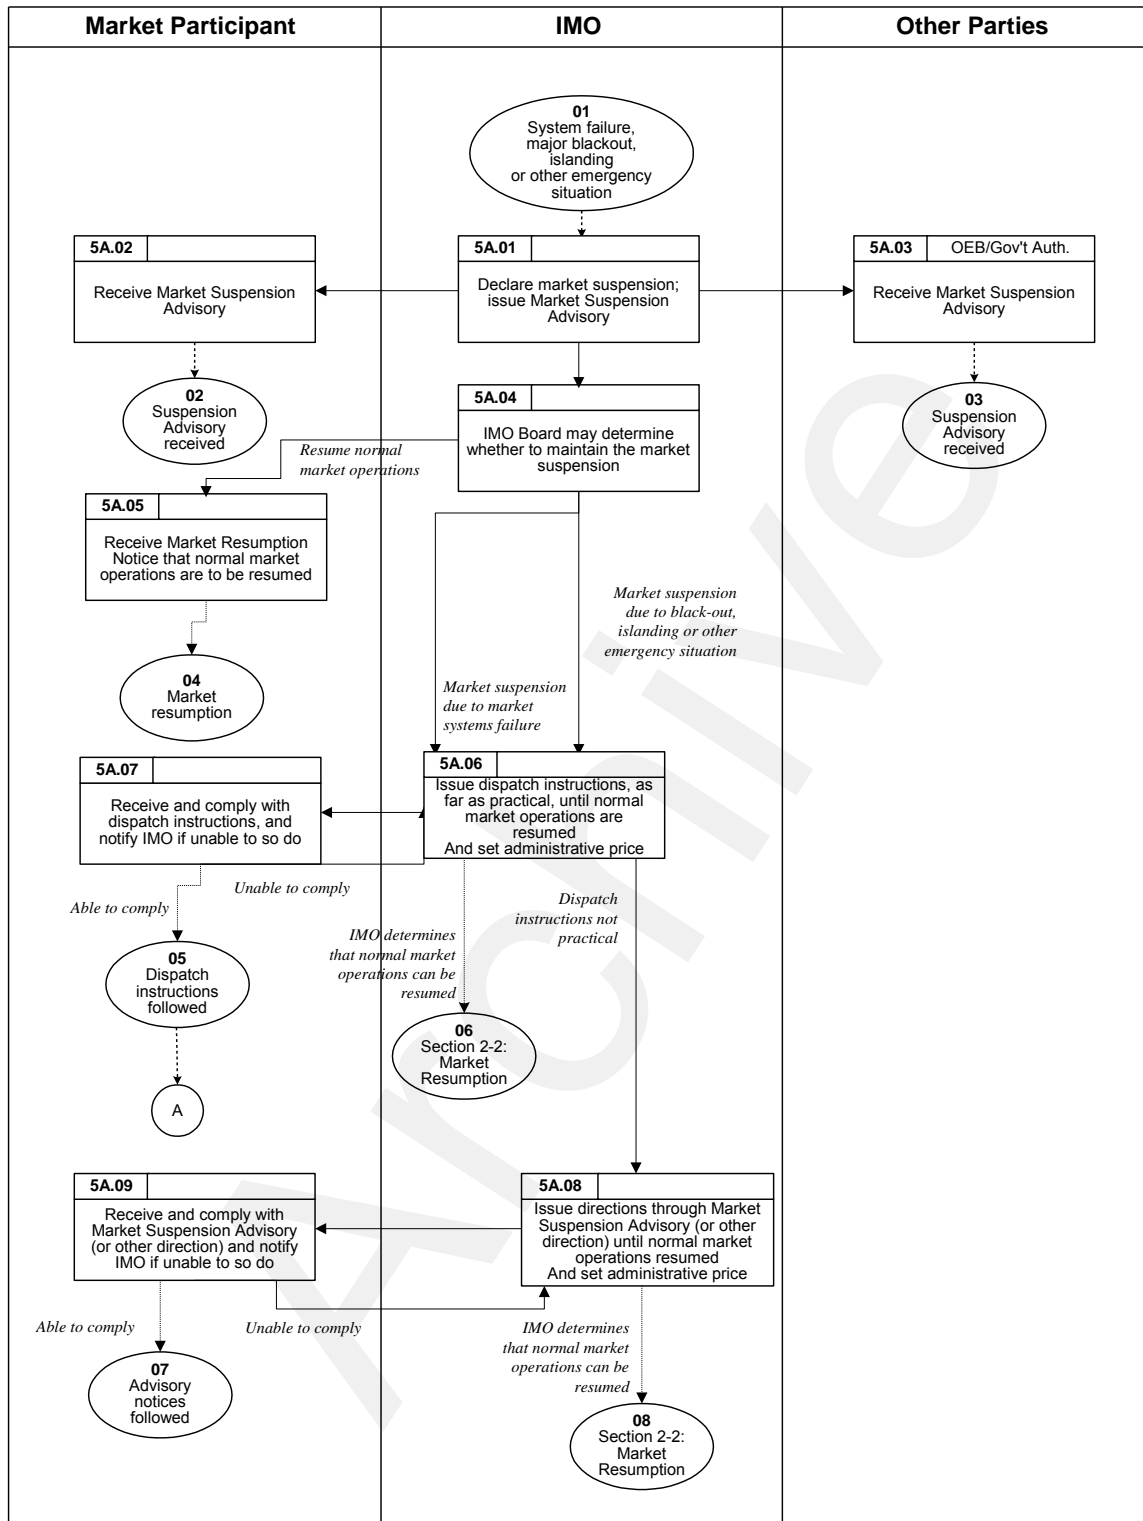 Market Participant
IMO
Other Parties
01
System failure,
major blackout,
islanding
or other emergency
situation
5A.02
Receive Market Suspension
Advisory
5A.01
Declare market suspension;
issue Market Suspension
Advisory
5A.03
OEB/Gov't Auth.
Receive Market Suspension
Advisory
02
Suspension
Advisory
received
5A.04
IMO Board may determine
whether to maintain the market
suspension
03
Suspension
Advisory
received
Resume normal
market operations
5A.05
Receive Market Resumption
Notice that normal market
operations are to be resumed
Market suspension
due to black-out,
islanding or other
emergency situation
04
Market
resumption
Market suspension
due to market
systems failure
5A.07
Receive and comply with
dispatch instructions, and
notify IMO if unable to so do
5A.06
Issue dispatch instructions, as
far as practical, until normal
market operations are
resumed
And set administrative price
Able to comply
Unable to comply
IMO determines
that normal market
operations can be
resumed
Dispatch
instructions not
practical
05
Dispatch
instructions
followed
06
Section 2-2:
Market
Resumption
A
5A.09
Receive and comply with
Market Suspension Advisory
(or other direction) and notify
IMO if unable to so do
5A.08
Issue directions through Market
Suspension Advisory (or other
direction) until normal market
operations resumed
And set administrative price
Able to comply
Unable to comply
IMO determines
that normal market
operations can be
resumed
07
Advisory
notices
followed
08
Section 2-2:
Market
Resumption
Archive